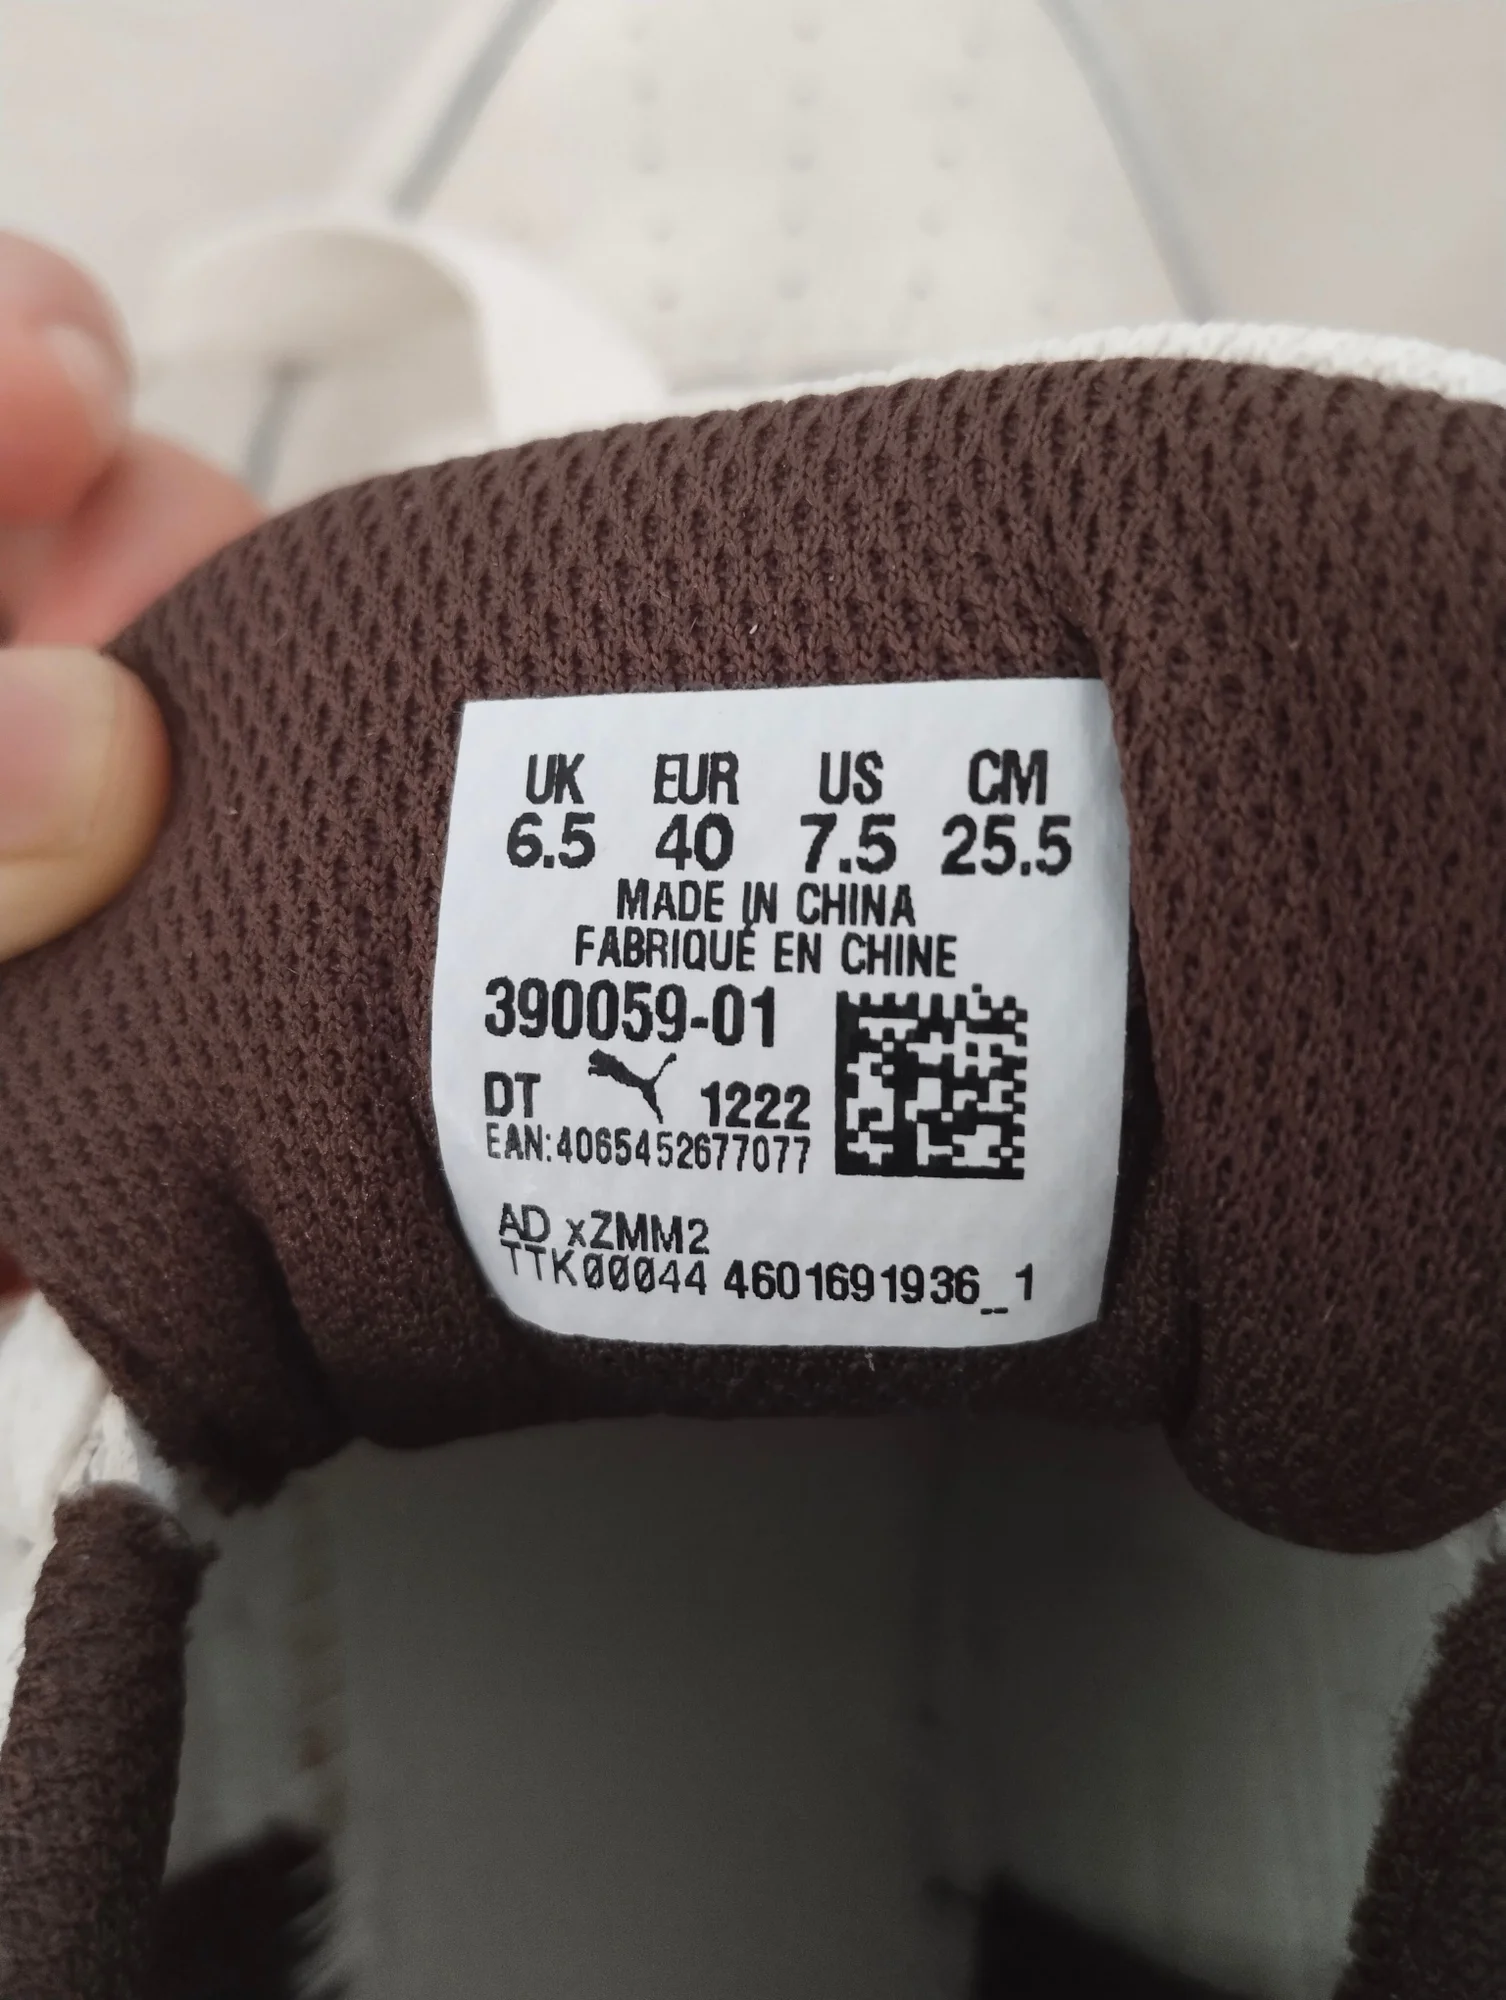 UK EUR US CM
6.5 40 7.5 25.5
MADE IN CHINA
FABRIQUÉ EN CHINE
390059-01
DT 1222
EAN:4065452677077
AD xZMM2
TTK00044 4601691936_1